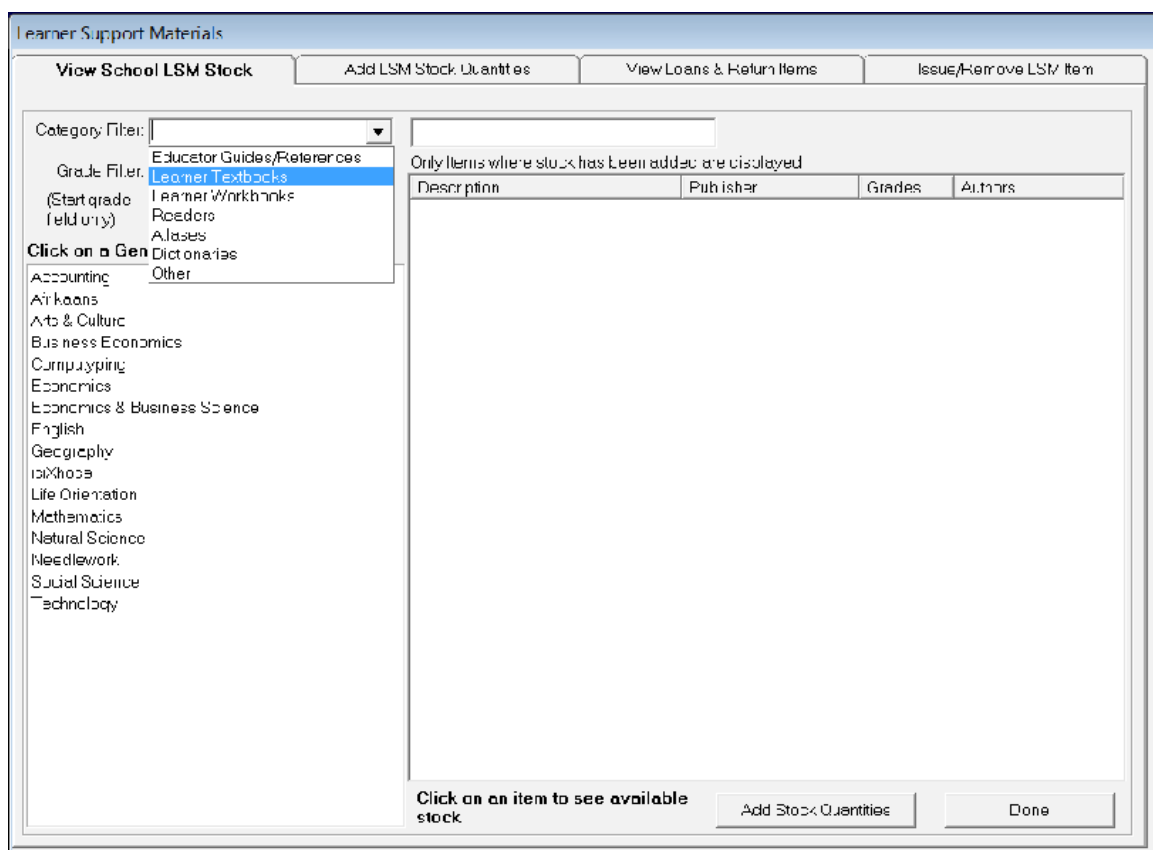 Learner Support Materials
View School LSM Stock
Add LSM Stock Quantities
View Loans & Return Items
Issue/Remove LSM Item
Category Filter:
Educator Guides/References
Learner Textbooks
Learner Workbooks
Readers
Atlases
Dictionaries
Other
Grade Filter:
(Start grade
field only)
Click on a Gen
Accounting
Afrikaans
Arts & Culture
Business Economics
Compu
Economics
Economics & Business Science
English
Geography
isiXhosa
Life Orientation
Mathematics
Natural Science
Needlework
Social Science
Technology
Only Items where stock has been added are displayed
Description
Publisher
Grades
Authors
Click on an item to see available
stock
Add Stock Quantities
Done